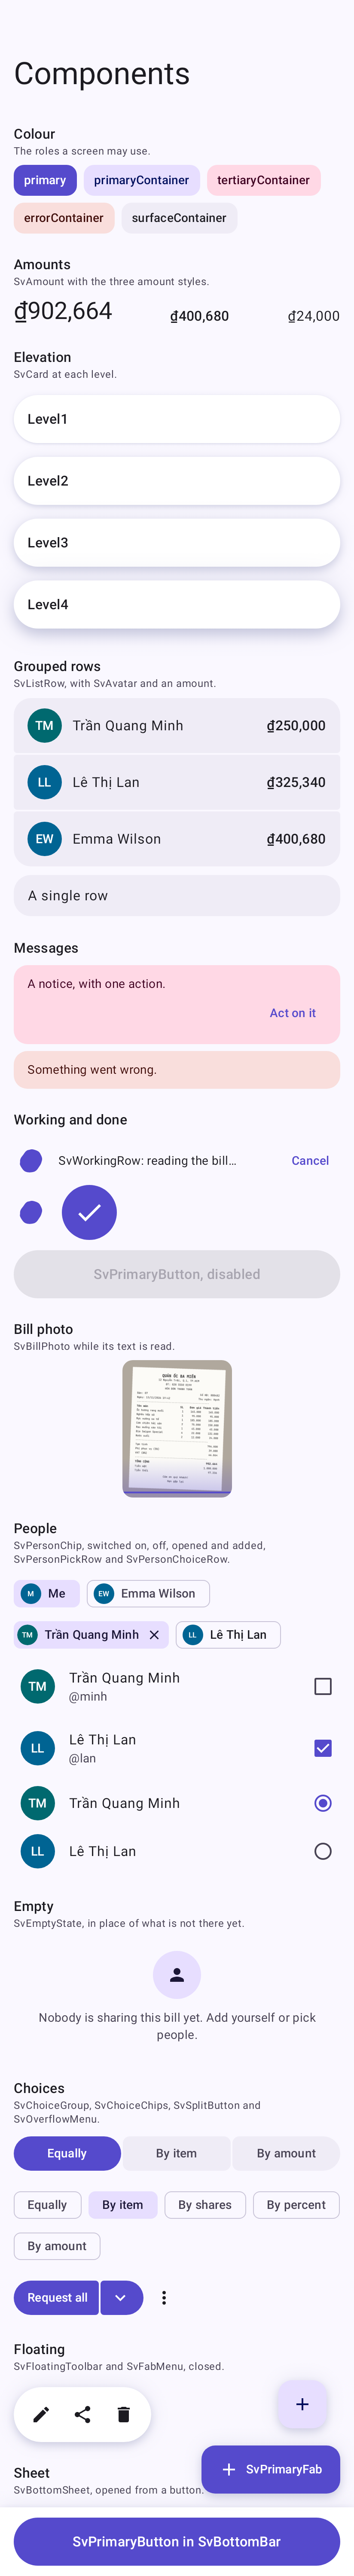 Components
Colour
The roles a screen may use.
primary
primaryContainer
tertiaryContainer
errorContainer
surfaceContainer
Amounts
SvAmount with the three amount styles.
₫902,664
₫400,680
₫24,000
Elevation
SvCard at each level.
Level1
Level2
Level3
Level4
Grouped rows
SvListRow, with SvAvatar and an amount.
TM Trần Quang Minh ₫250,000
LL Lê Thị Lan ₫325,340
EW Emma Wilson ₫400,680
A single row
Messages
A notice, with one action.
Act on it
Something went wrong.
Working and done
SvWorkingRow: reading the bill… Cancel
SvPrimaryButton, disabled
Bill photo
SvBillPhoto while its text is read.
People
SvPersonChip, switched on, off, opened and added,
SvPersonPickRow and SvPersonChoiceRow.
M Me
EW Emma Wilson
TM Trần Quang Minh
LL Lê Thị Lan
TM Trần Quang Minh
@minh
LL Lê Thị Lan
@lan
TM Trần Quang Minh
LL Lê Thị Lan
Empty
SvEmptyState, in place of what is not there yet.
Nobody is sharing this bill yet. Add yourself or pick
people.
Choices
SvChoiceGroup, SvChoiceChips, SvSplitButton and
SvOverflowMenu.
Equally
By item
By amount
Equally
By item
By shares
By percent
By amount
Request all
Floating
SvFloatingToolbar and SvFabMenu, closed.
SvPrimaryFab
Sheet
SvBottomSheet, opened from a button.
SvPrimaryButton in SvBottomBar